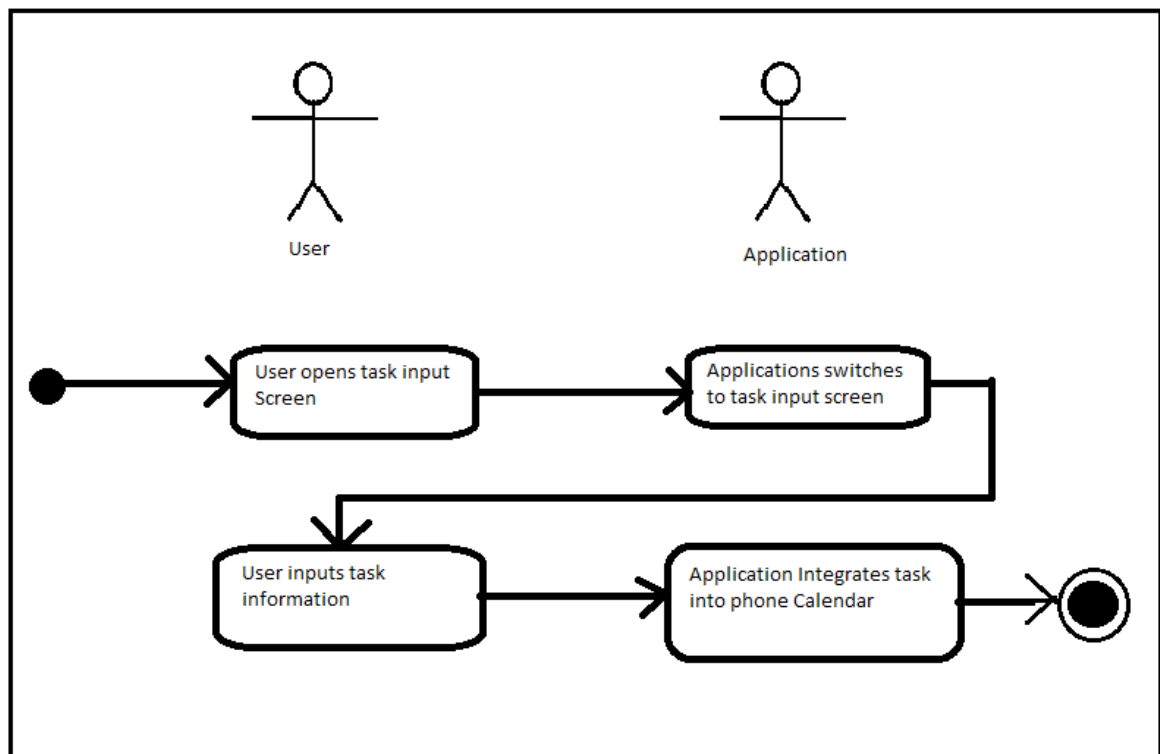 User
Application
User opens task input
Screen
Applications switches
to task input screen
User inputs task
information
Application Integrates task
into phone Calendar